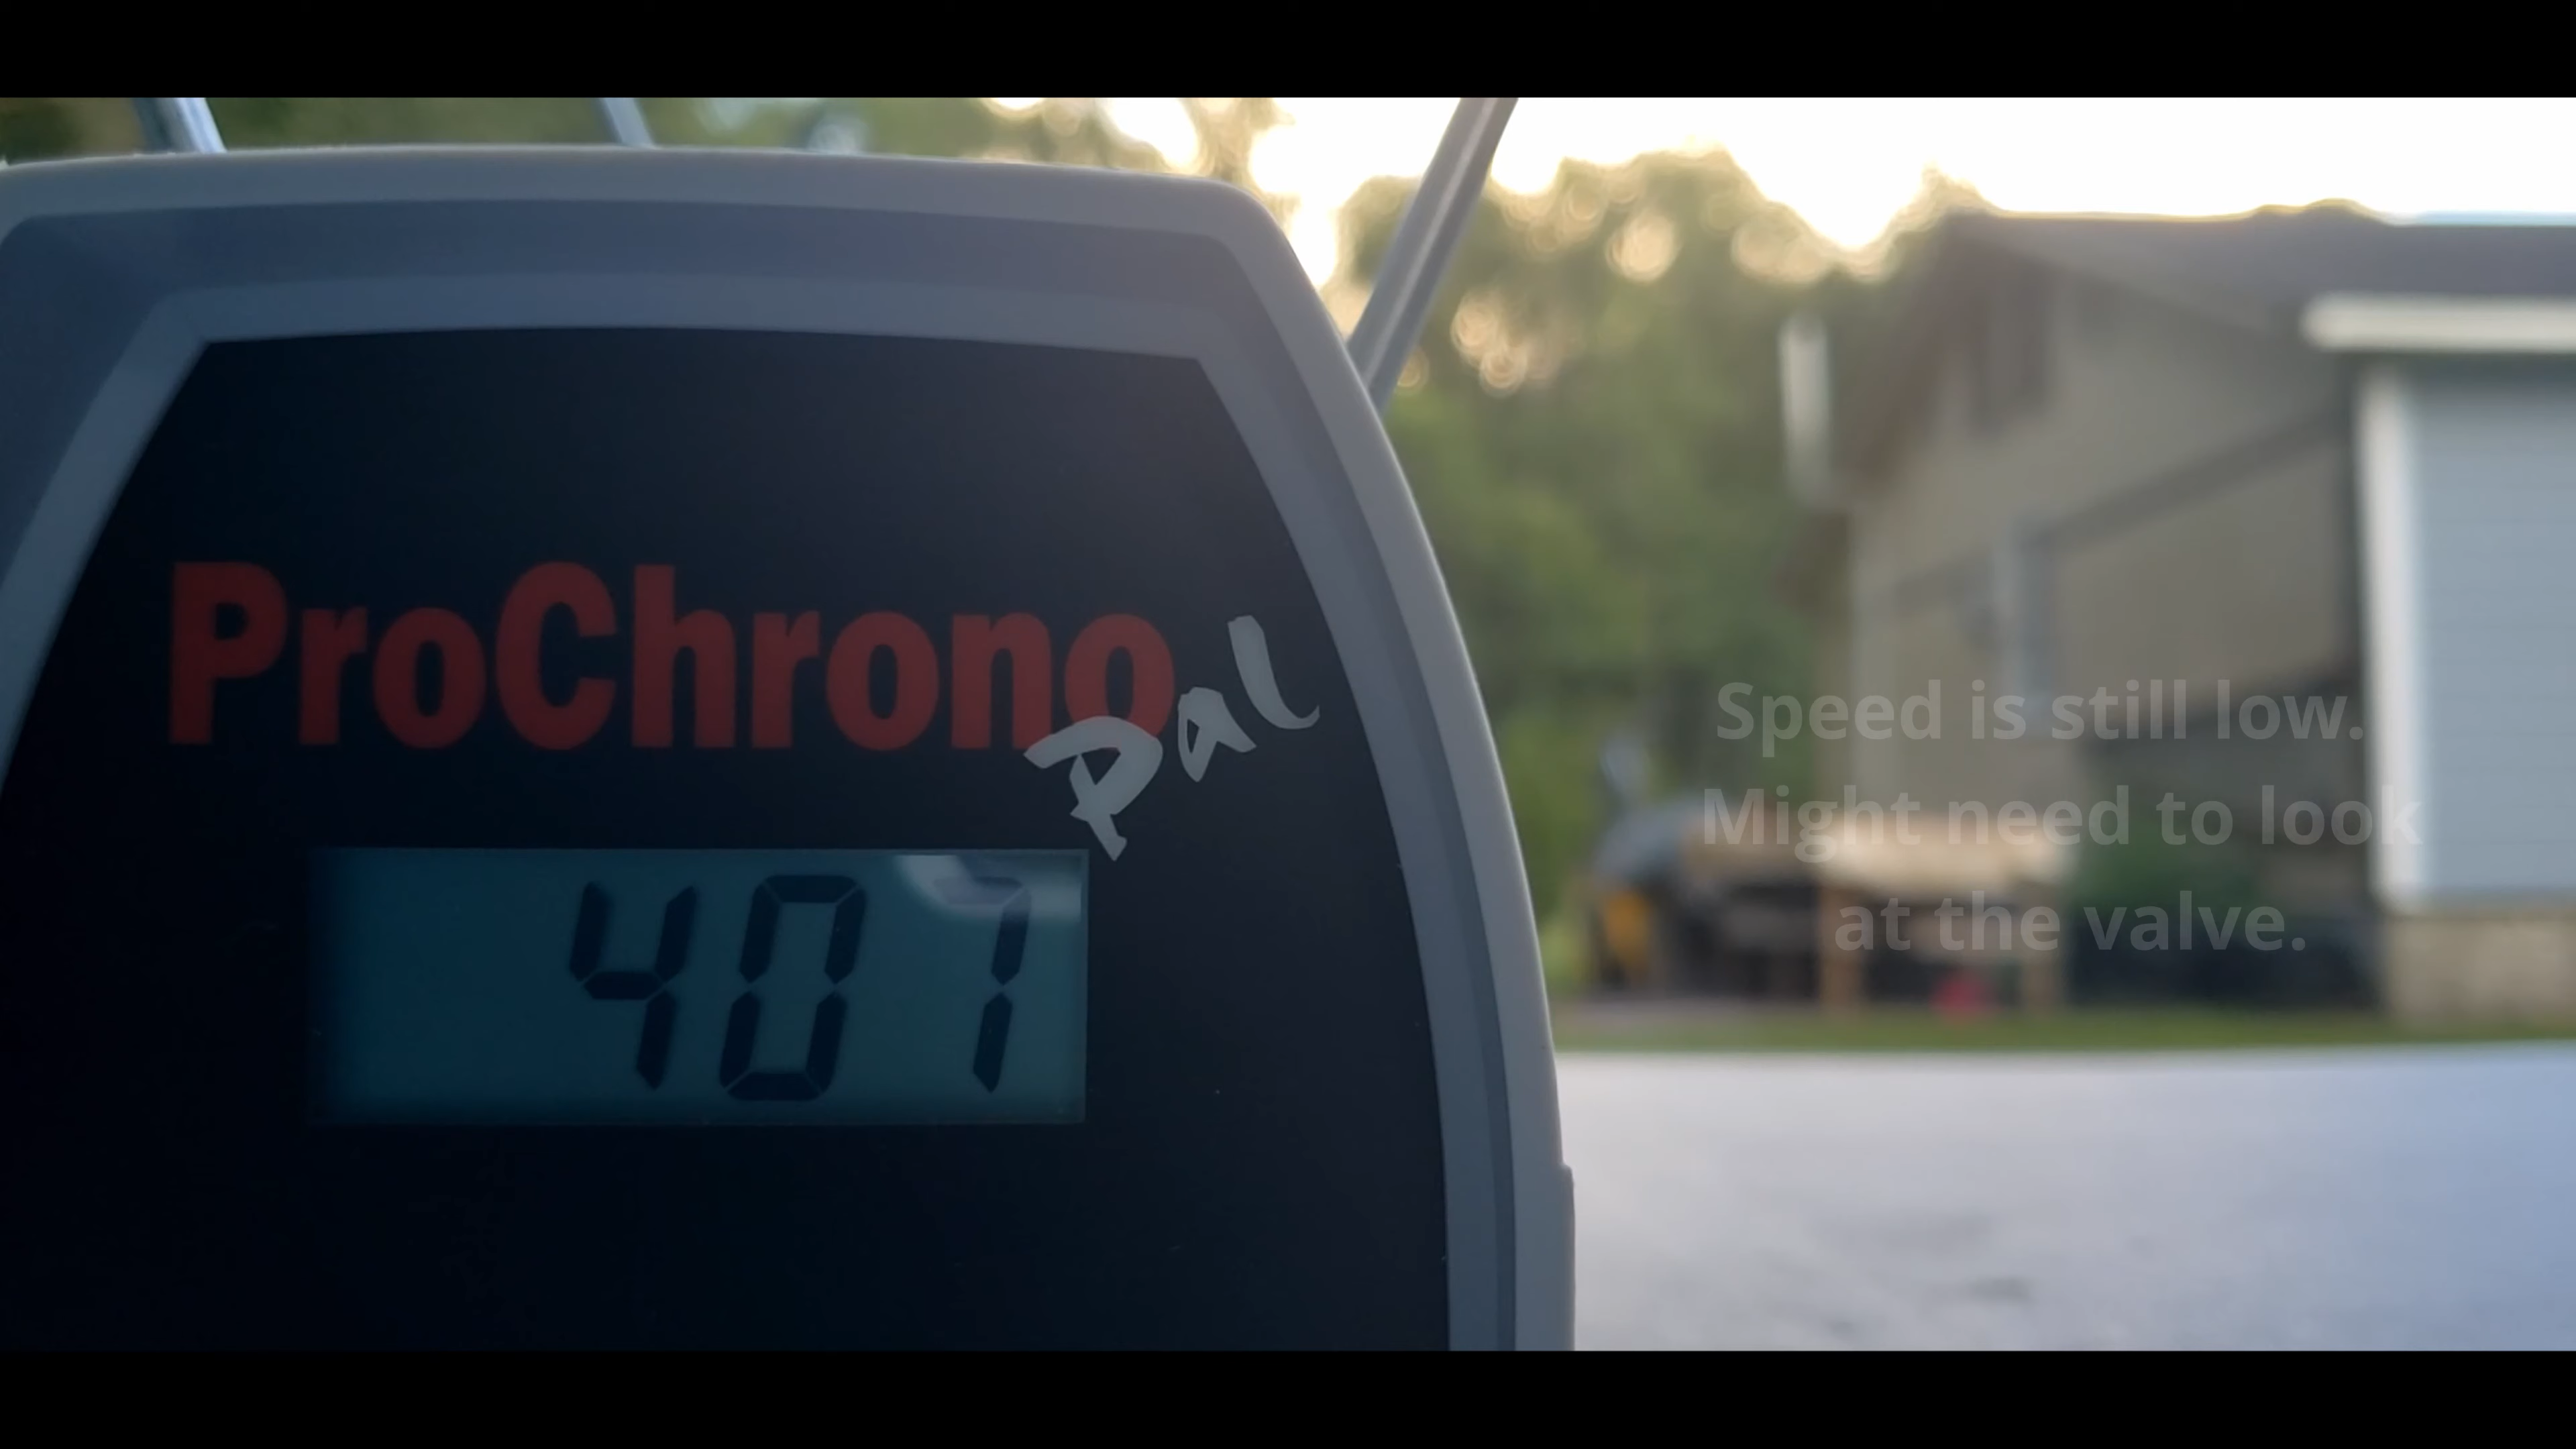 ProChrono
Pal
407
Speed is still low.
Might need to look
at the valve.